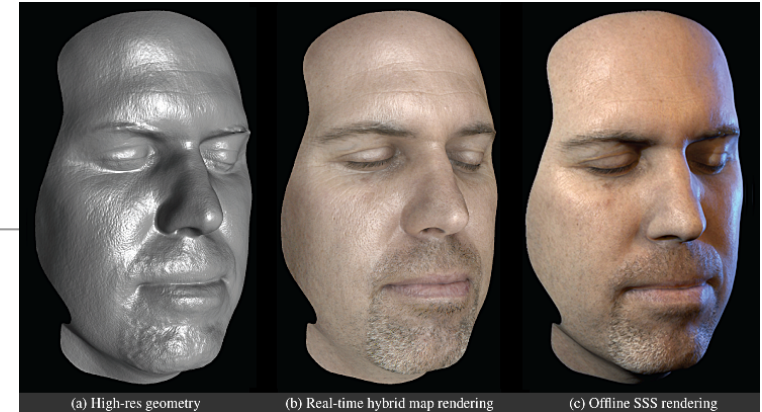 (a) High-res geometry
(b) Real-time hybrid map rendering
(c) Offline SSS rendering